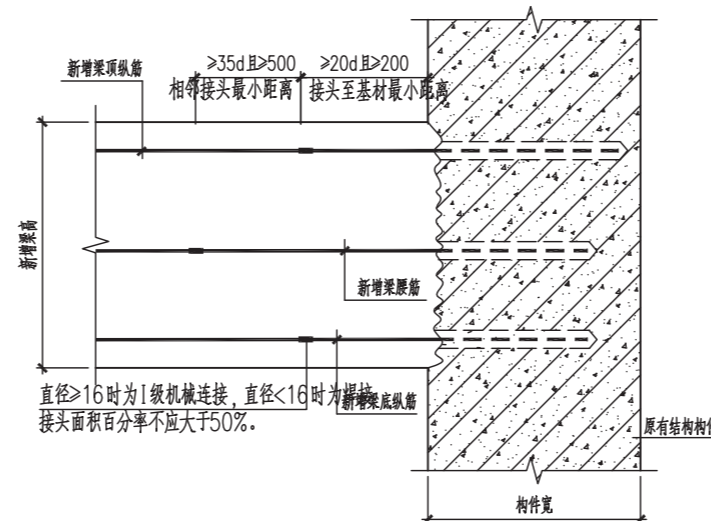 ≥35d且≥500
≥20d且≥200
新增梁顶纵筋
相邻接头最小距离
接头至基材最小距离
新增梁高
新增梁腰筋
直径≥16时为I级机械连接，直径<16时为焊接
新增梁底纵筋
接头面积百分率不应大于50%。
原有结构构件
构件宽